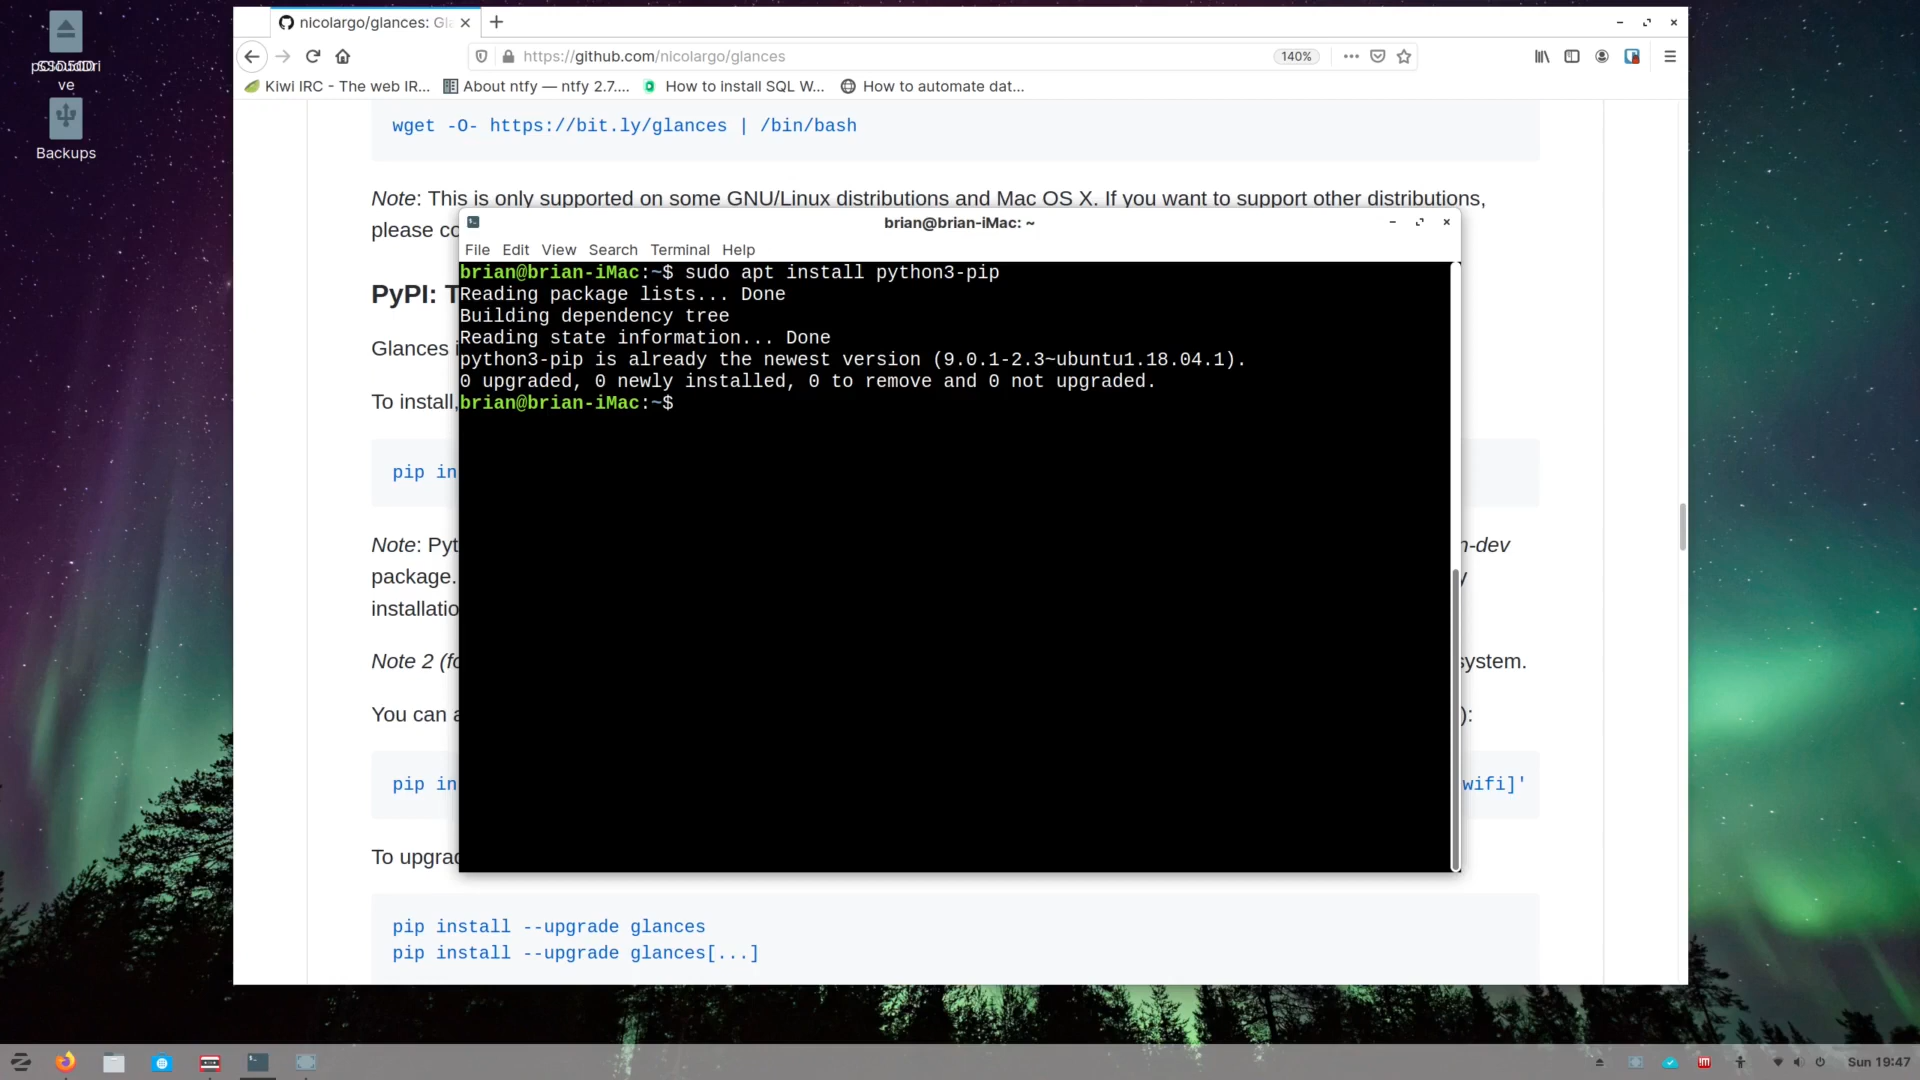 nicolargo/glances: Gl
https://github.com/nicolargo/glances
140%
Kiwi IRC - The web IR...
About ntfy — ntfy 2.7....
How to install SQL W...
How to automate dat...
Backups
wget -O- https://bit.ly/glances | /bin/bash
Note: This is only supported on some GNU/Linux distributions and Mac OS X. If you want to support other distributions,
please co
PyPI: T
Glances i
To install,
pip in
Note: Pyt
n-dev
package.
y
installatio
Note 2 (fo
system.
You can a
):
pip in
wifi]'
To upgrad
pip install --upgrade glances
pip install --upgrade glances[...]
brian@brian-iMac: ~
File Edit View Search Terminal Help
brian@brian-iMac:~$ sudo apt install python3-pip
Reading package lists... Done
Building dependency tree
Reading state information... Done
python3-pip is already the newest version (9.0.1-2.3~ubuntu1.18.04.1).
0 upgraded, 0 newly installed, 0 to remove and 0 not upgraded.
brian@brian-iMac:~$
Sun 19:47